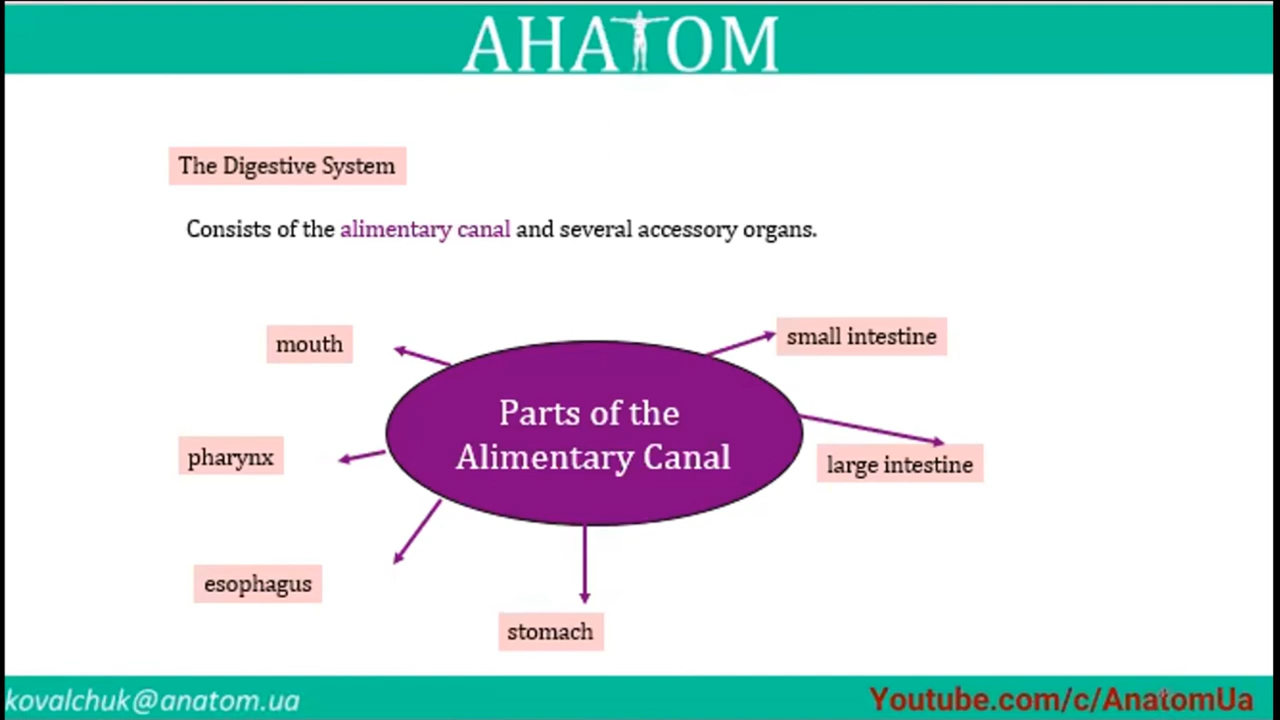 АНАТОМ
The Digestive System
Consists of the alimentary canal and several accessory organs.
mouth
small intestine
Parts of the
Alimentary Canal
pharynx
large intestine
esophagus
stomach
kovalchuk@anatom.ua
Youtube.com/c/AnatomUa